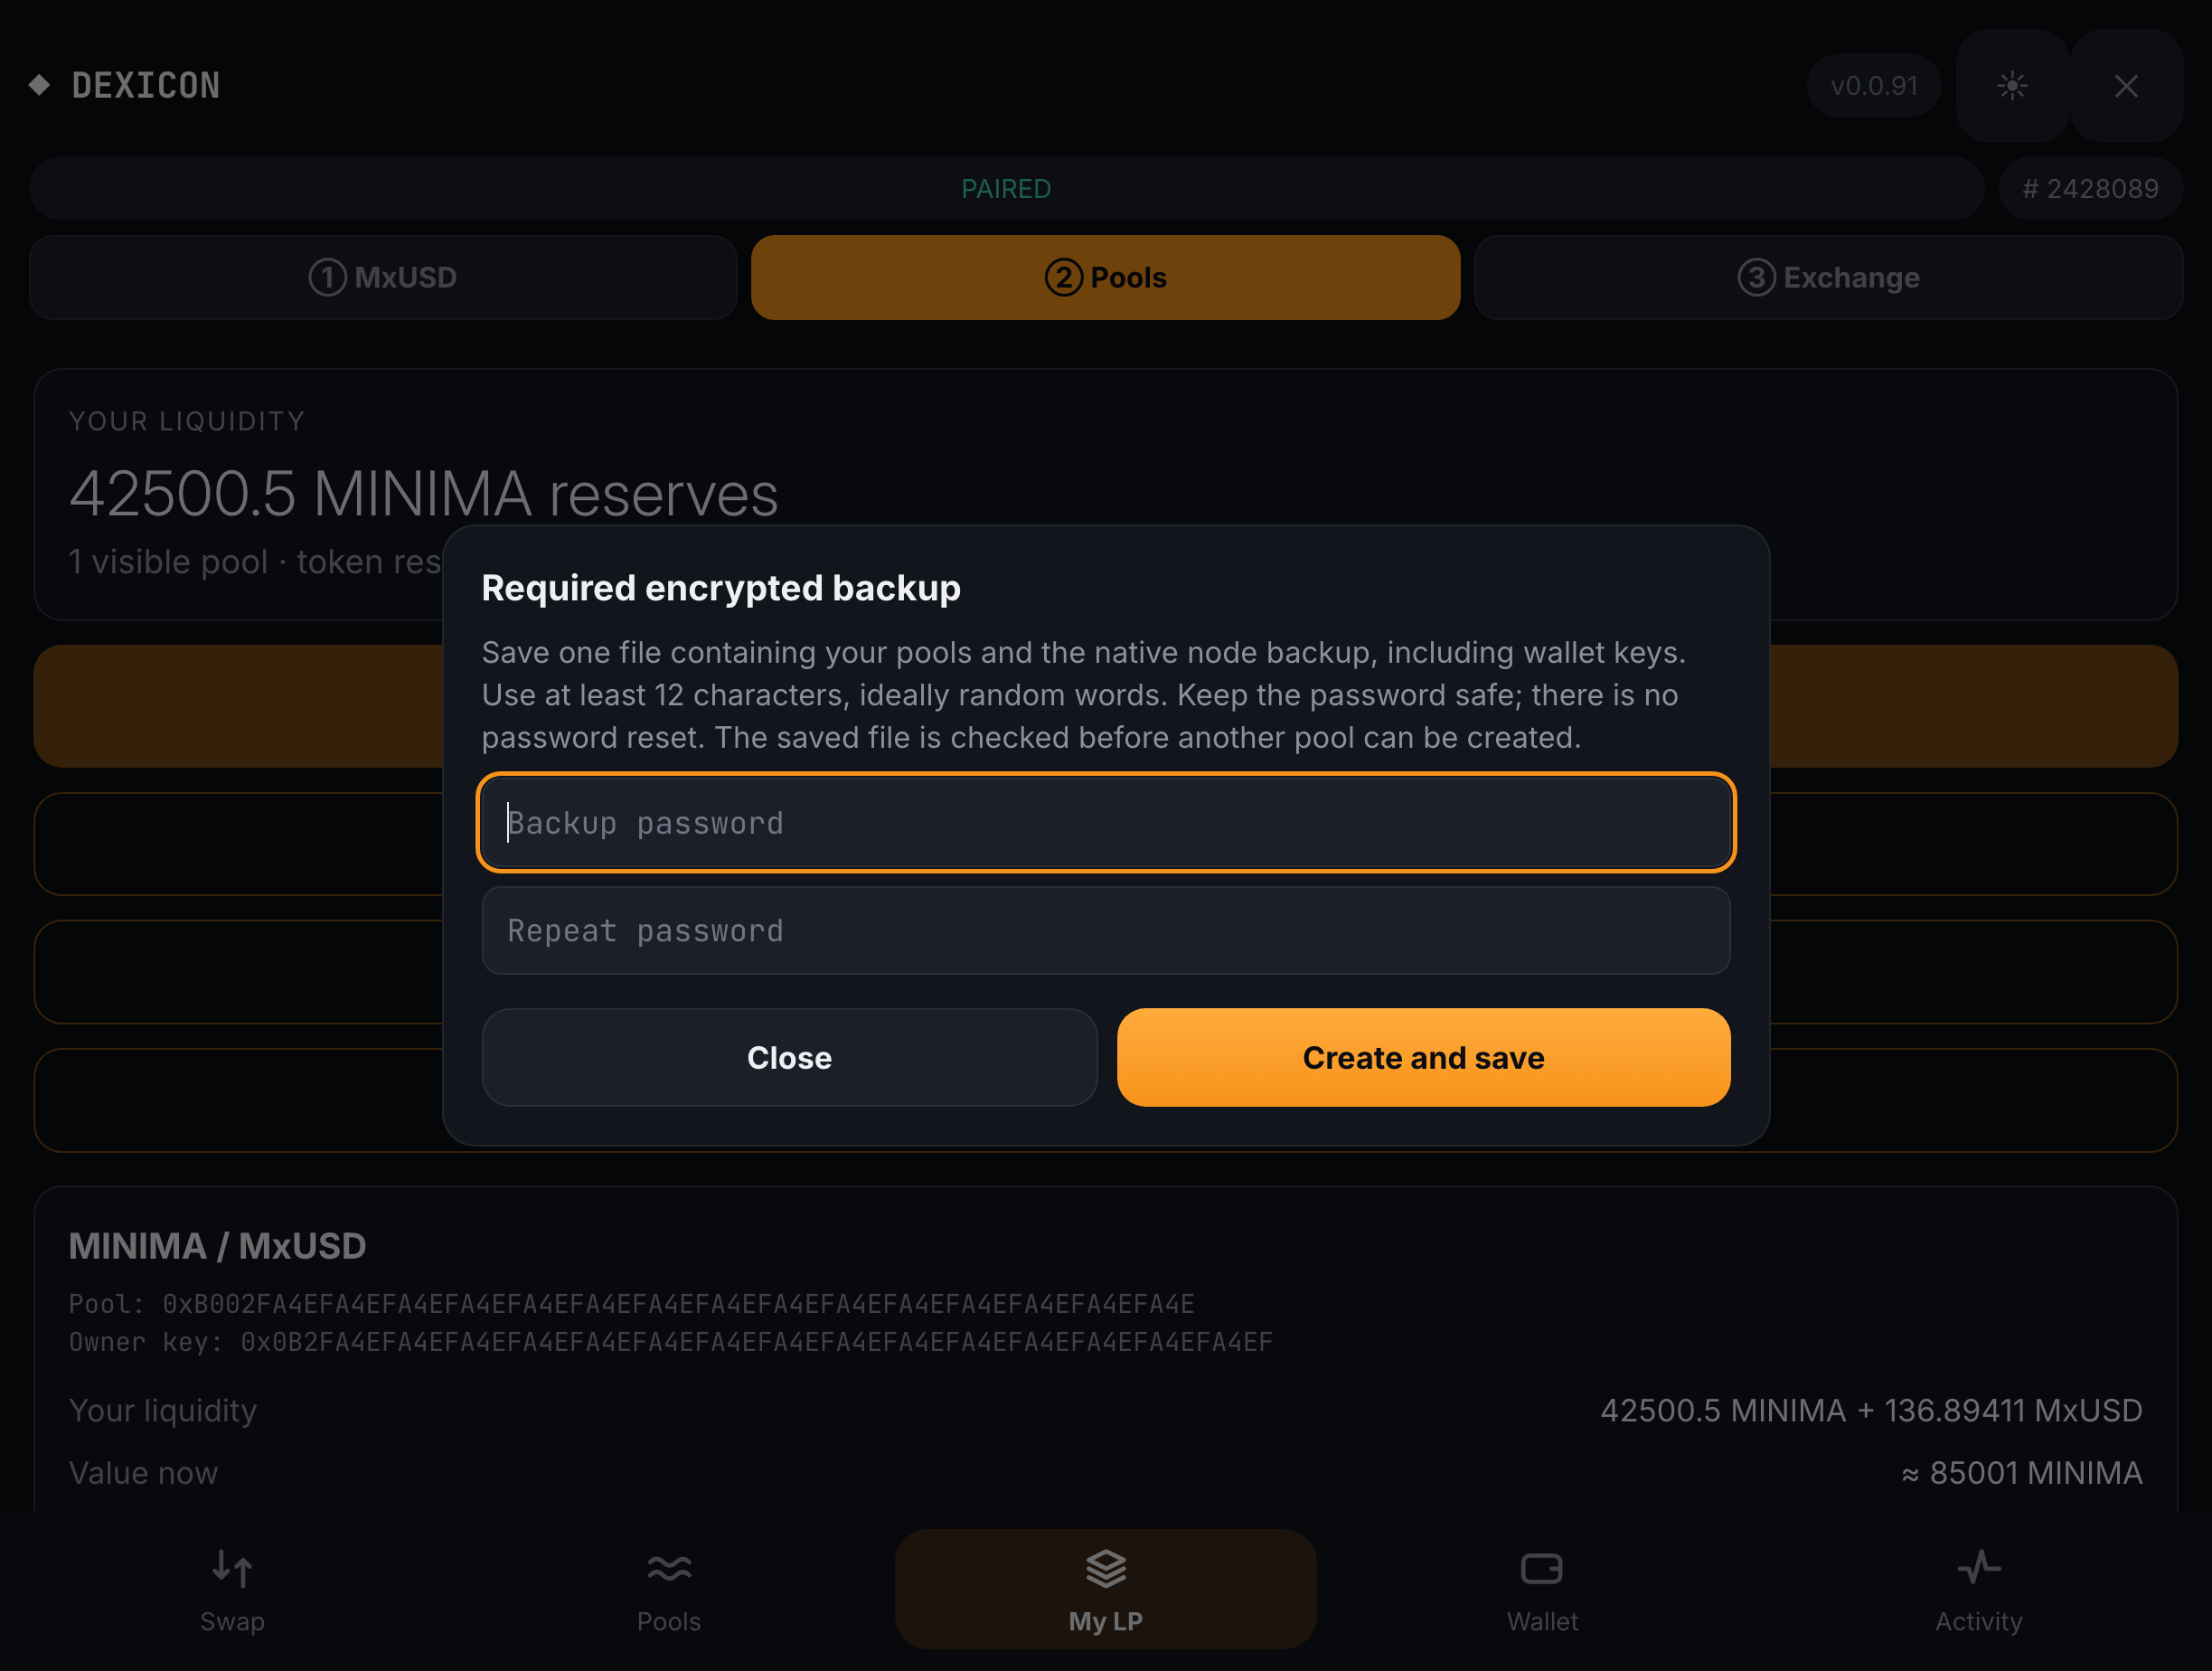 DEXICON
v0.0.91
PAIRED
# 2428089
1 MxUSD
2 Pools
3 Exchange
YOUR LIQUIDITY
42500.5 MINIMA reserves
1 visible pool · token res
Required encrypted backup
Save one file containing your pools and the native node backup, including wallet keys.
Use at least 12 characters, ideally random words. Keep the password safe; there is no
password reset. The saved file is checked before another pool can be created.
Backup password
Repeat password
Close
Create and save
MINIMA / MxUSD
Pool: 0xB002FA4EFA4EFA4EFA4EFA4EFA4EFA4EFA4EFA4EFA4EFA4EFA4EFA4EFA4EFA4E
Owner key: 0x0B2FA4EFA4EFA4EFA4EFA4EFA4EFA4EFA4EFA4EFA4EFA4EFA4EFA4EFA4EFA4EF
Your liquidity
42500.5 MINIMA + 136.89411 MxUSD
Value now
≈ 85001 MINIMA
Swap
Pools
My LP
Wallet
Activity